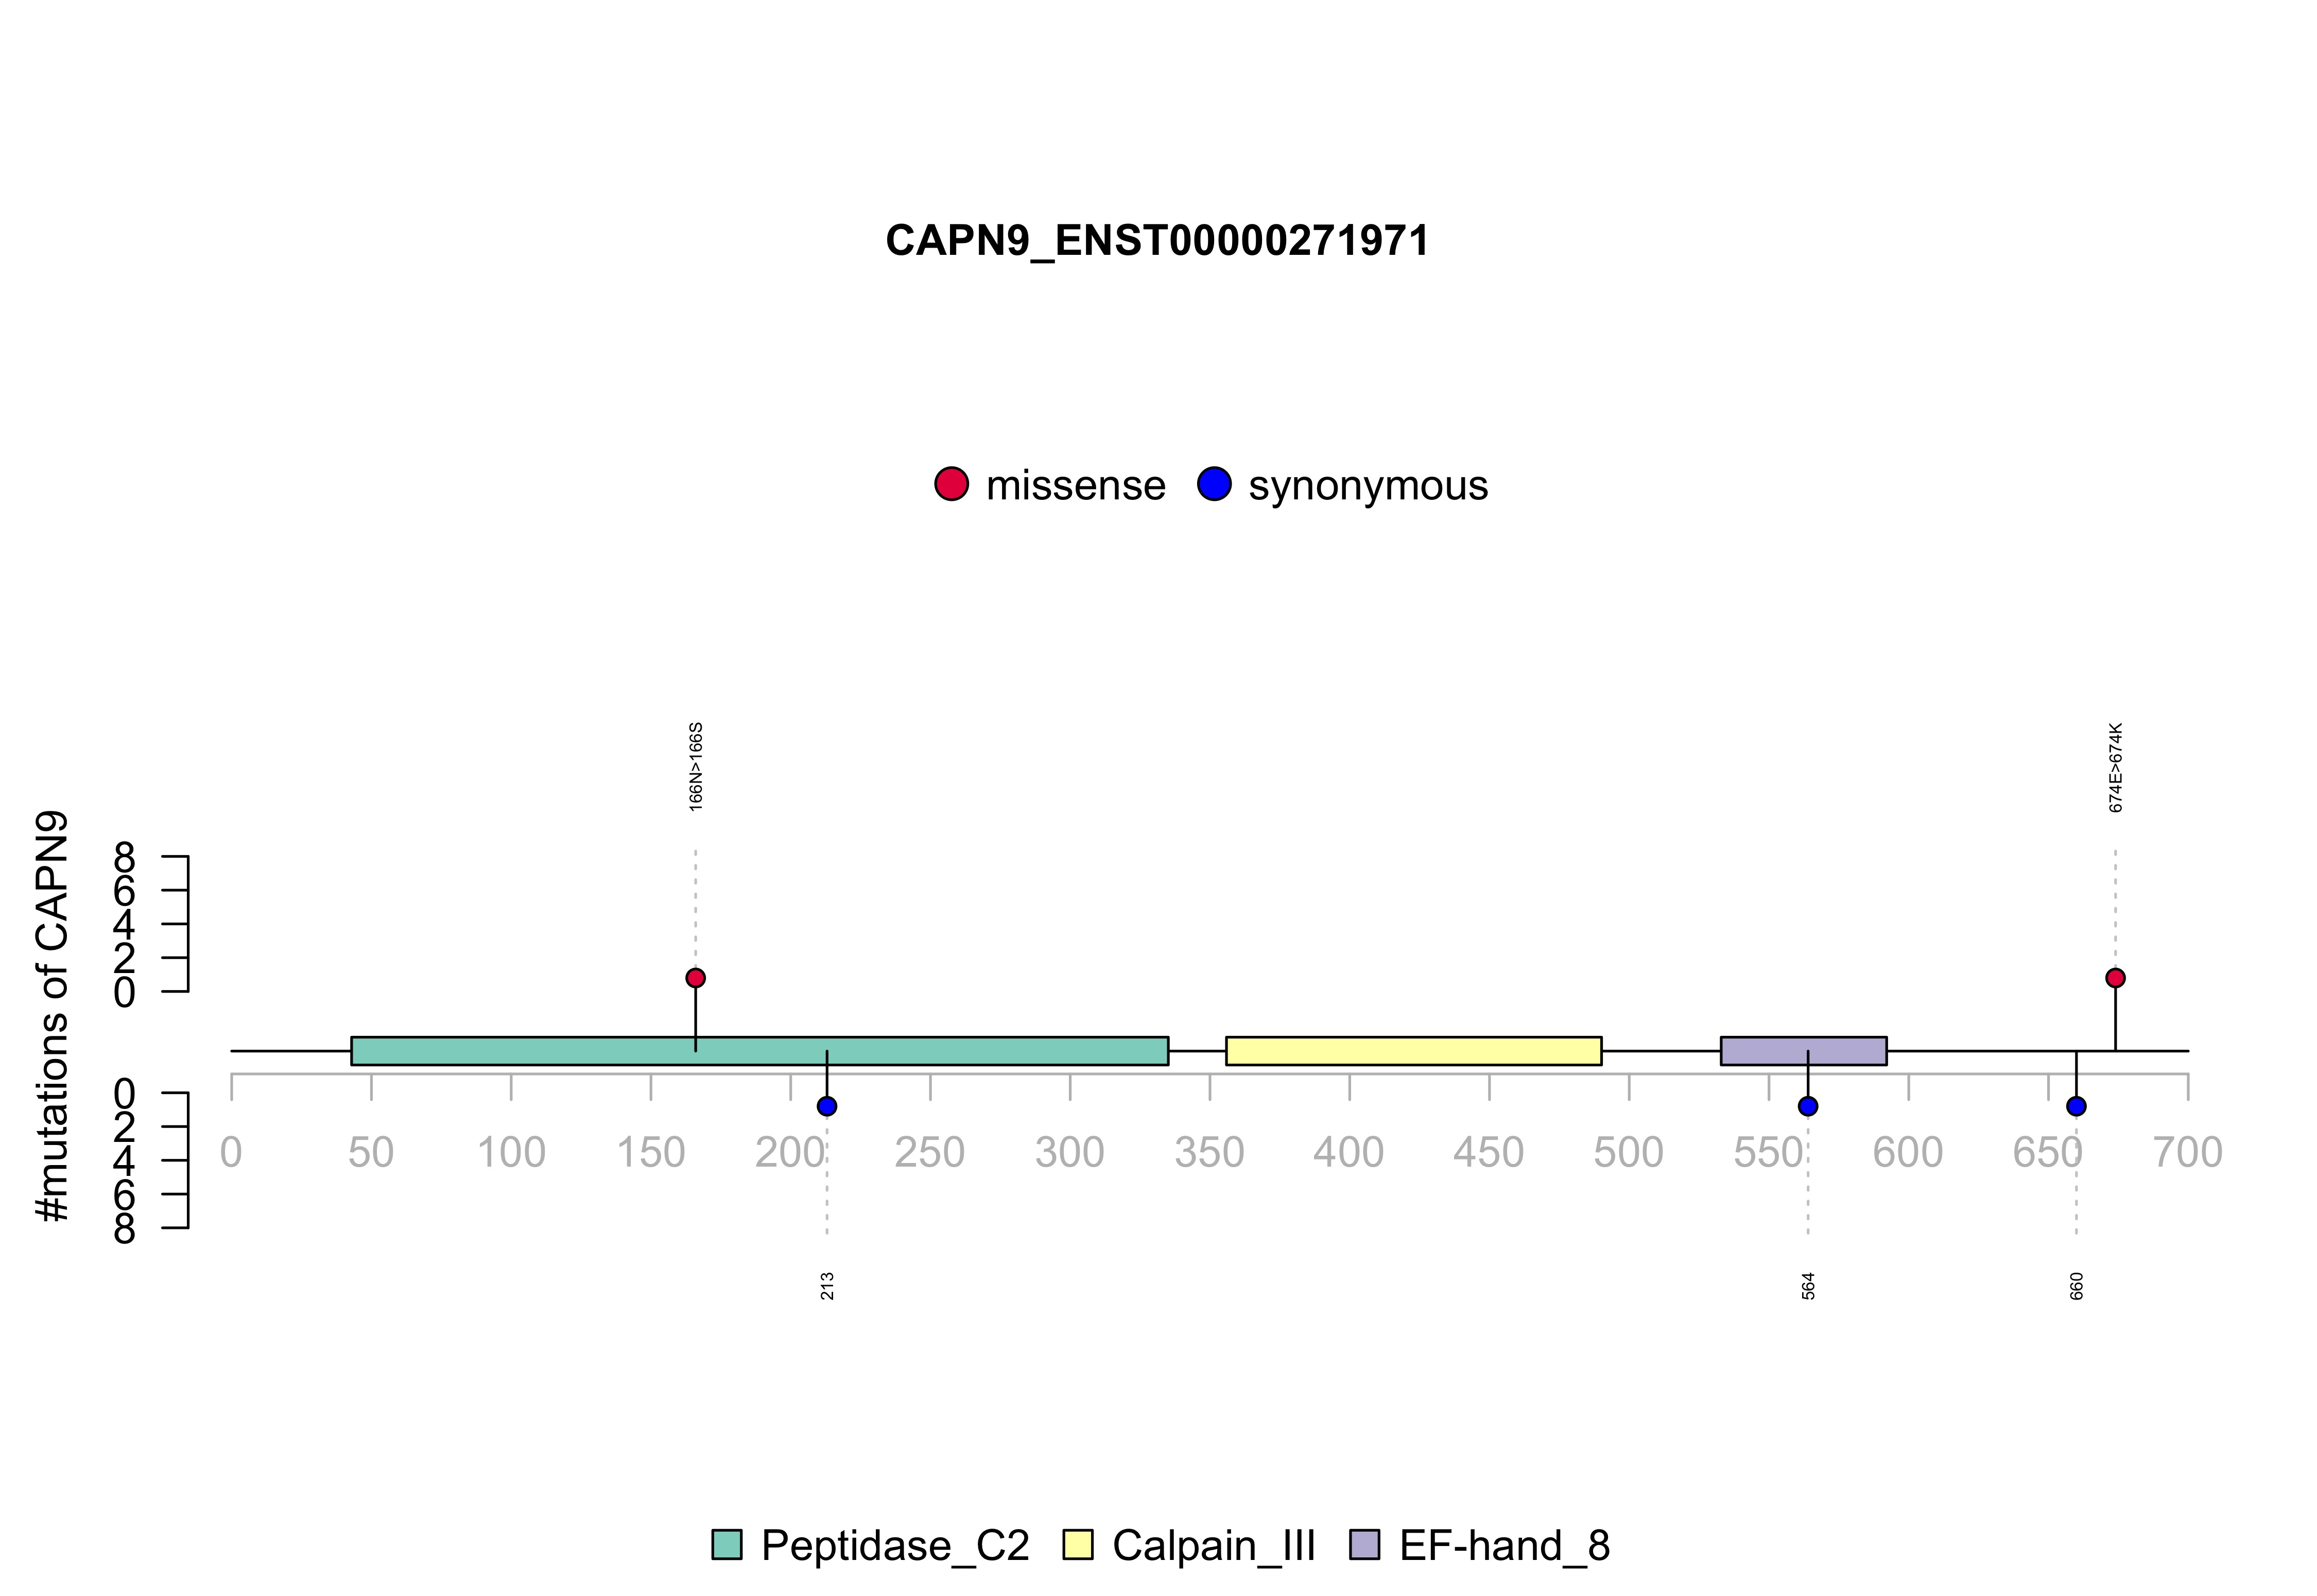 CAPN9_ENST00000271971
missense synonymous
166N>166S
674E>674K
#mutations of CAPN9
8
6
4
2
0
0
2
4
6
8
0 50 100 150 200 250 300 350 400 450 500 550 600 650 700
213
564
660
Peptidase_C2 Calpain_III EF-hand_8